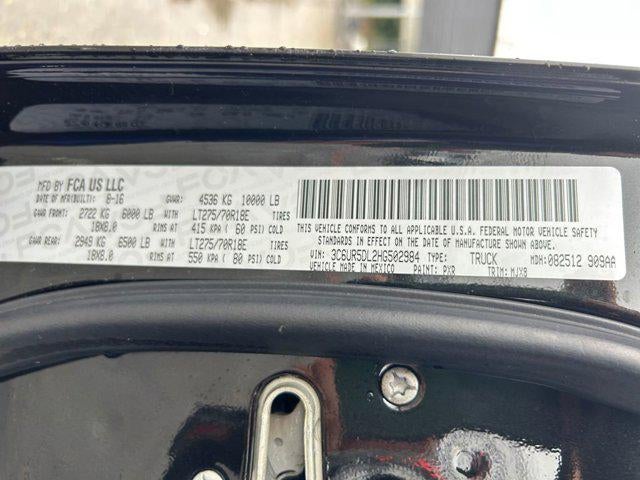 MFD BY FCA US LLC
DATE OF MFR(BUILT): 8-16 GVWR: 4536 KG 10000 LB
GAWR FRONT: 2722 KG 6000 LB WITH LT275/70R18E TIRES
18X8.0 RIMS AT 415 KPA ( 60 PSI) COLD
GAWR REAR: 2949 KG 6500 LB WITH LT275/70R18E TIRES
18X8.0 RIMS AT 550 KPA ( 80 PSI) COLD
THIS VEHICLE CONFORMS TO ALL APPLICABLE U.S.A. FEDERAL MOTOR VEHICLE SAFETY
STANDARDS IN EFFECT ON THE DATE OF MANUFACTURE SHOWN ABOVE.
VIN: 3C6UR5DL2HG502984 TYPE: TRUCK MDH: 082512 909AA
VEHICLE MADE IN MEXICO PAINT: PXR TRIM: MJX8